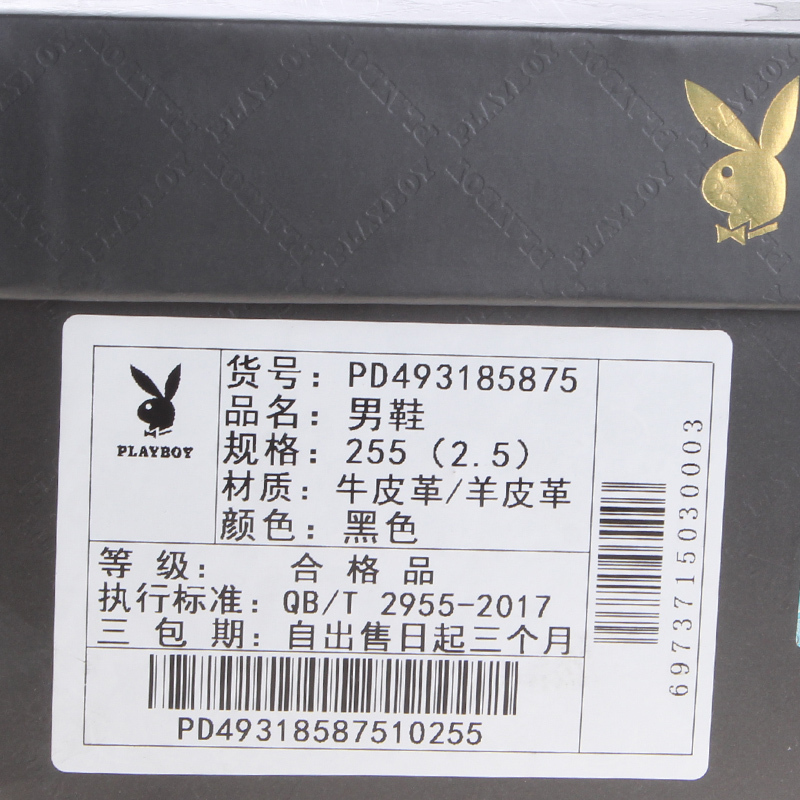 PLAYBOY
货号：PD493185875
品名：男鞋
规格：255（2.5）
材质：牛皮革/羊皮革
颜色：黑色
等 级： 合 格 品
执行标准：QB/T 2955-2017
三 包 期：自出售日起三个月
PD49318587510255
6973715030003